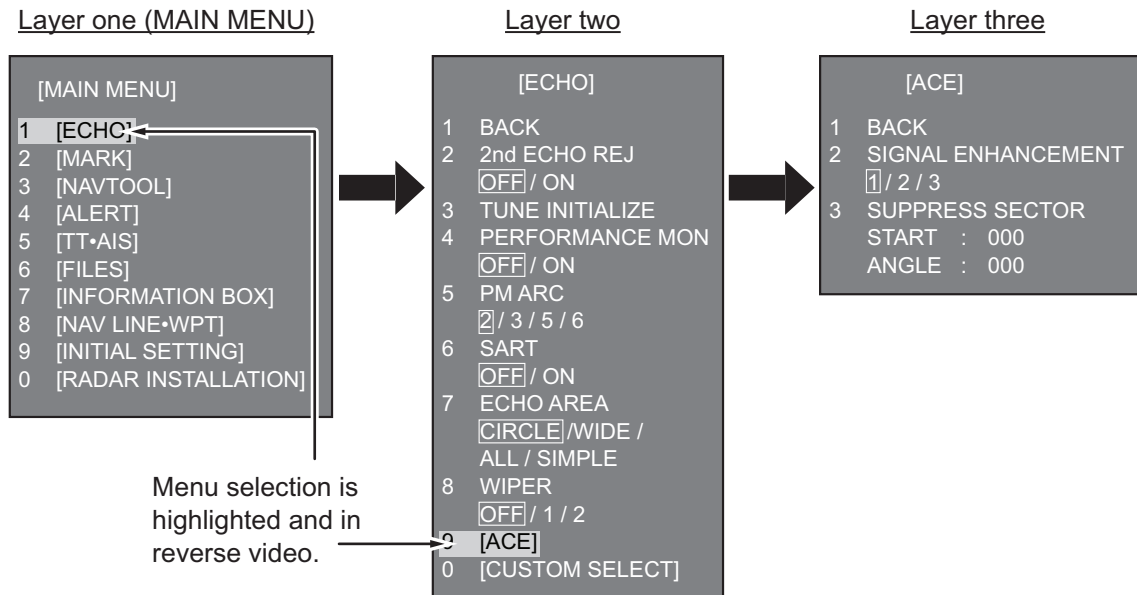 Layer one (MAIN MENU)
[MAIN MENU]
1 [ECHO]
2 [MARK]
3 [NAVTOOL]
4 [ALERT]
5 [TT•AIS]
6 [FILES]
7 [INFORMATION BOX]
8 [NAV LINE•WPT]
9 [INITIAL SETTING]
0 [RADAR INSTALLATION]
Menu selection is
highlighted and in
reverse video.
Layer two
[ECHO]
1 BACK
2 2nd ECHO REJ
OFF / ON
3 TUNE INITIALIZE
4 PERFORMANCE MON
OFF / ON
5 PM ARC
2 / 3 / 5 / 6
6 SART
OFF / ON
7 ECHO AREA
CIRCLE /WIDE /
ALL / SIMPLE
8 WIPER
OFF / 1 / 2
9 [ACE]
0 [CUSTOM SELECT]
Layer three
[ACE]
1 BACK
2 SIGNAL ENHANCEMENT
1 / 2 / 3
3 SUPPRESS SECTOR
START : 000
ANGLE : 000